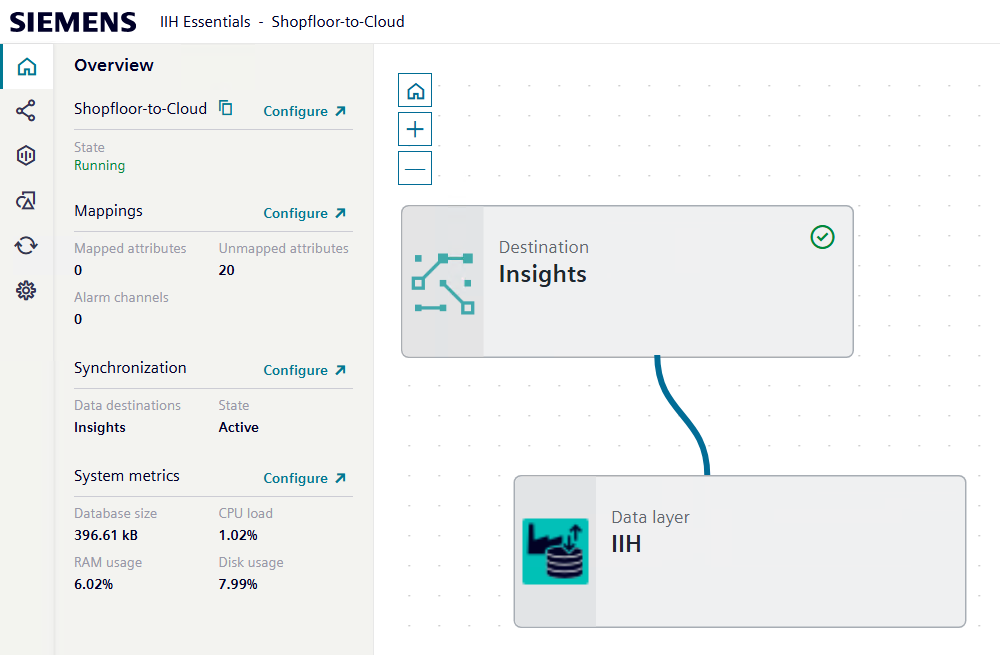 SIEMENS IIH Essentials - Shopfloor-to-Cloud
Overview
Shopfloor-to-Cloud Configure
State
Running
Mappings Configure
Mapped attributes Unmapped attributes
0 20
Alarm channels
0
Synchronization Configure
Data destinations State
Insights Active
System metrics Configure
Database size CPU load
396.61 kB 1.02%
RAM usage Disk usage
6.02% 7.99%
Destination
Insights
Data layer
IIH